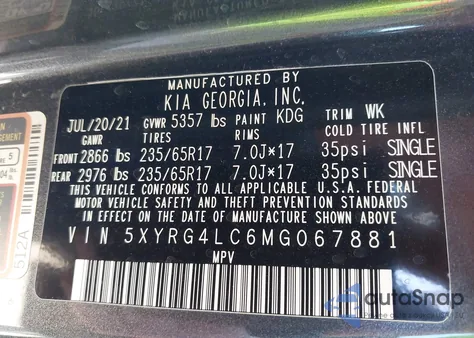 MANUFACTURED BY
KIA GEORGIA, INC.
JUL/20/21 GVWR 5357 lbs PAINT KDG TRIM WK
GAWR TIRES RIMS COLD TIRE INFL
FRONT 2866 lbs 235/65R17 7.0J*17 35psi SINGLE
REAR 2976 lbs 235/65R17 7.0J*17 35psi SINGLE
THIS VEHICLE CONFORMS TO ALL APPLICABLE U.S.A. FEDERAL
MOTOR VEHICLE SAFETY AND THEFT PREVENTION STANDARDS
IN EFFECT ON THE DATE OF MANUFACTURE SHOWN ABOVE.
VIN 5XYRG4LC6MG067881
MPV
512A
autoSnap